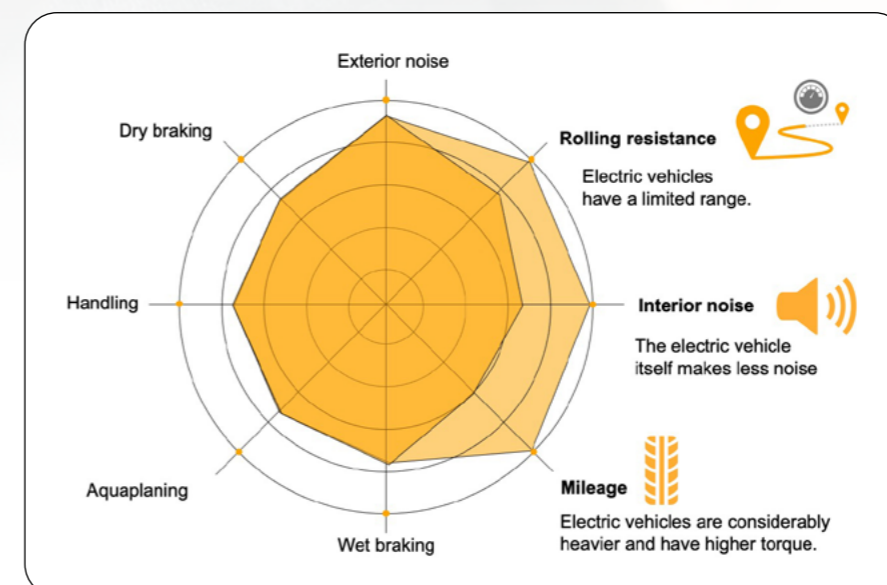 Exterior noise
Dry braking
Rolling resistance
Electric vehicles
have a limited range.
Handling
Interior noise
The electric vehicle
itself makes less noise
Aquaplaning
Mileage
Electric vehicles are considerably
heavier and have higher torque.
Wet braking